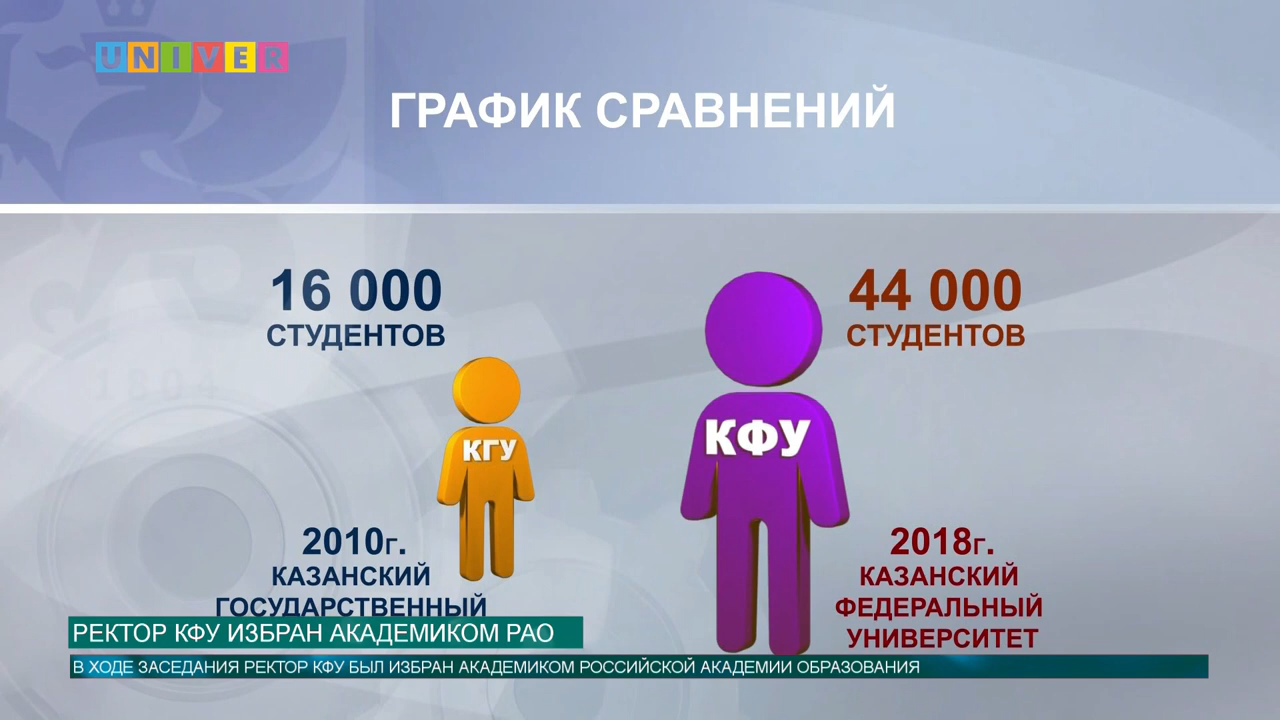 UNIVER
ГРАФИК СРАВНЕНИЙ
16 000
СТУДЕНТОВ
44 000
СТУДЕНТОВ
1804
КГУ
КФУ
2010г.
КАЗАНСКИЙ
ГОСУДАРСТВЕННЫЙ
2018г.
КАЗАНСКИЙ
ФЕДЕРАЛЬНЫЙ
УНИВЕРСИТЕТ
РЕКТОР КФУ ИЗБРАН АКАДЕМИКОМ РАО
В ХОДЕ ЗАСЕДАНИЯ РЕКТОР КФУ БЫЛ ИЗБРАН АКАДЕМИКОМ РОССИЙСКОЙ АКАДЕМИИ ОБРАЗОВАНИЯ